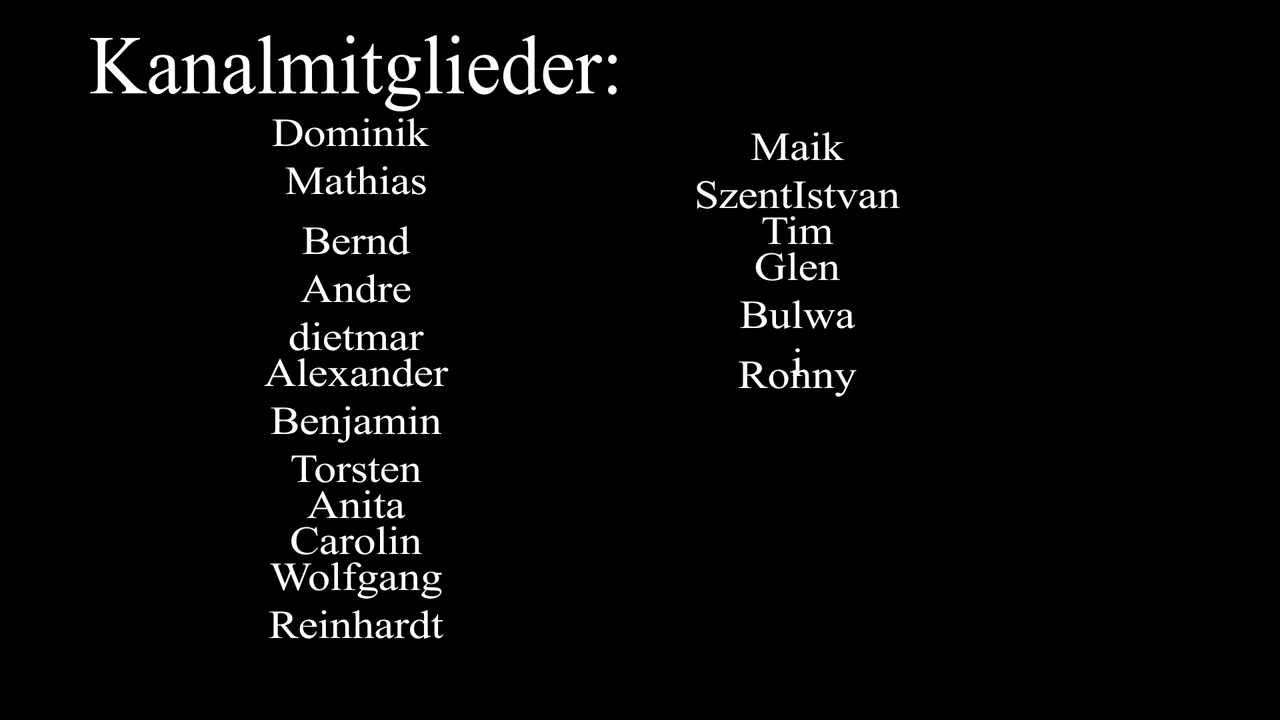 Kanalmitglieder:
Dominik
Mathias
Bernd
Andre
dietmar
Alexander
Benjamin
Torsten
Anita
Carolin
Wolfgang
Reinhardt
Maik
SzentIstvan
Tim
Glen
Bulwa
i
Ronny